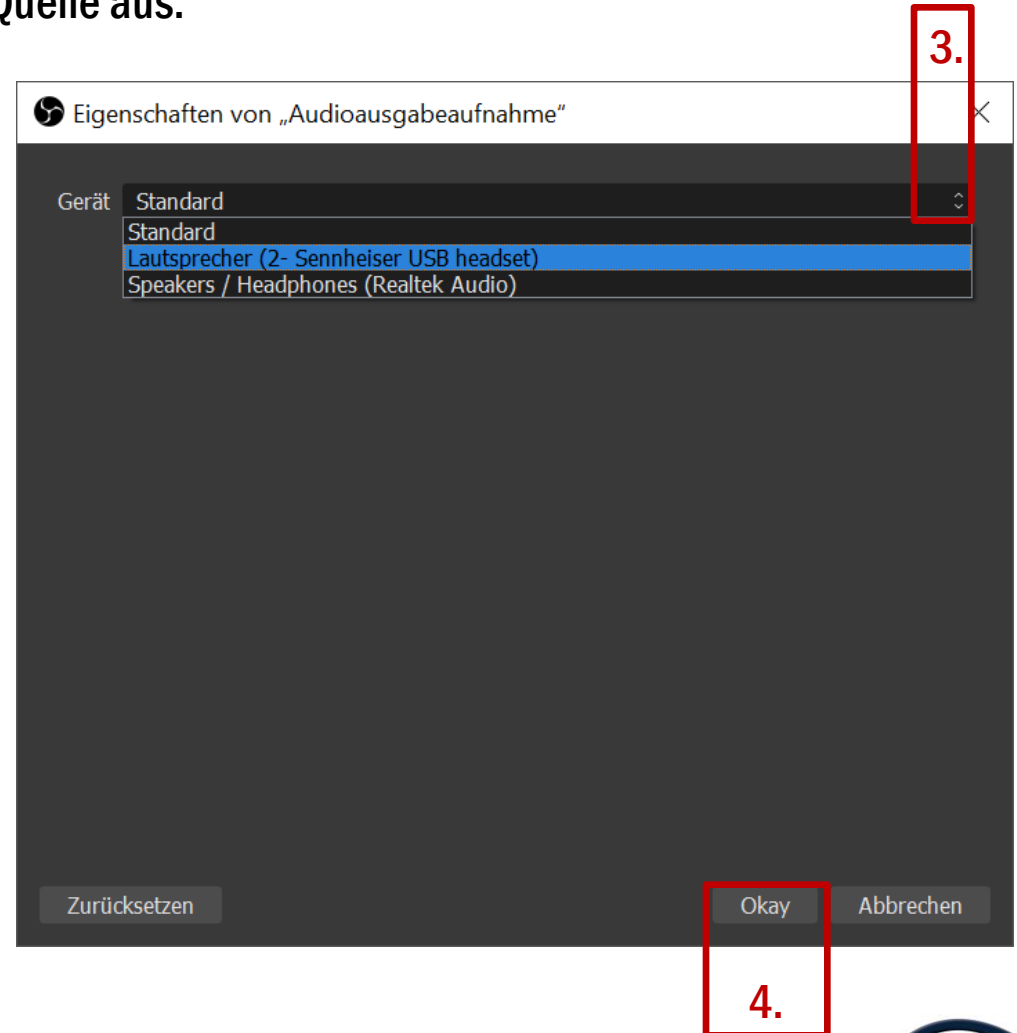 Quelle aus.
3.
Eigenschaften von „Audioausgabeaufnahme“
Gerät Standard
Standard
Lautsprecher (2- Sennheiser USB headset)
Speakers / Headphones (Realtek Audio)
Zurücksetzen Okay Abbrechen
4.